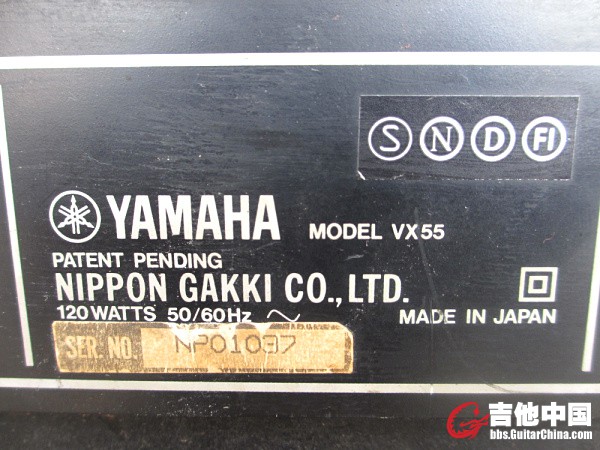 S N D FI
YAMAHA MODEL VX55
PATENT PENDING
NIPPON GAKKI CO., LTD.
120 WATTS 50/60Hz ~ MADE IN JAPAN
SER. NO. NP01037
吉他中国
bbs.GuitarChina.com